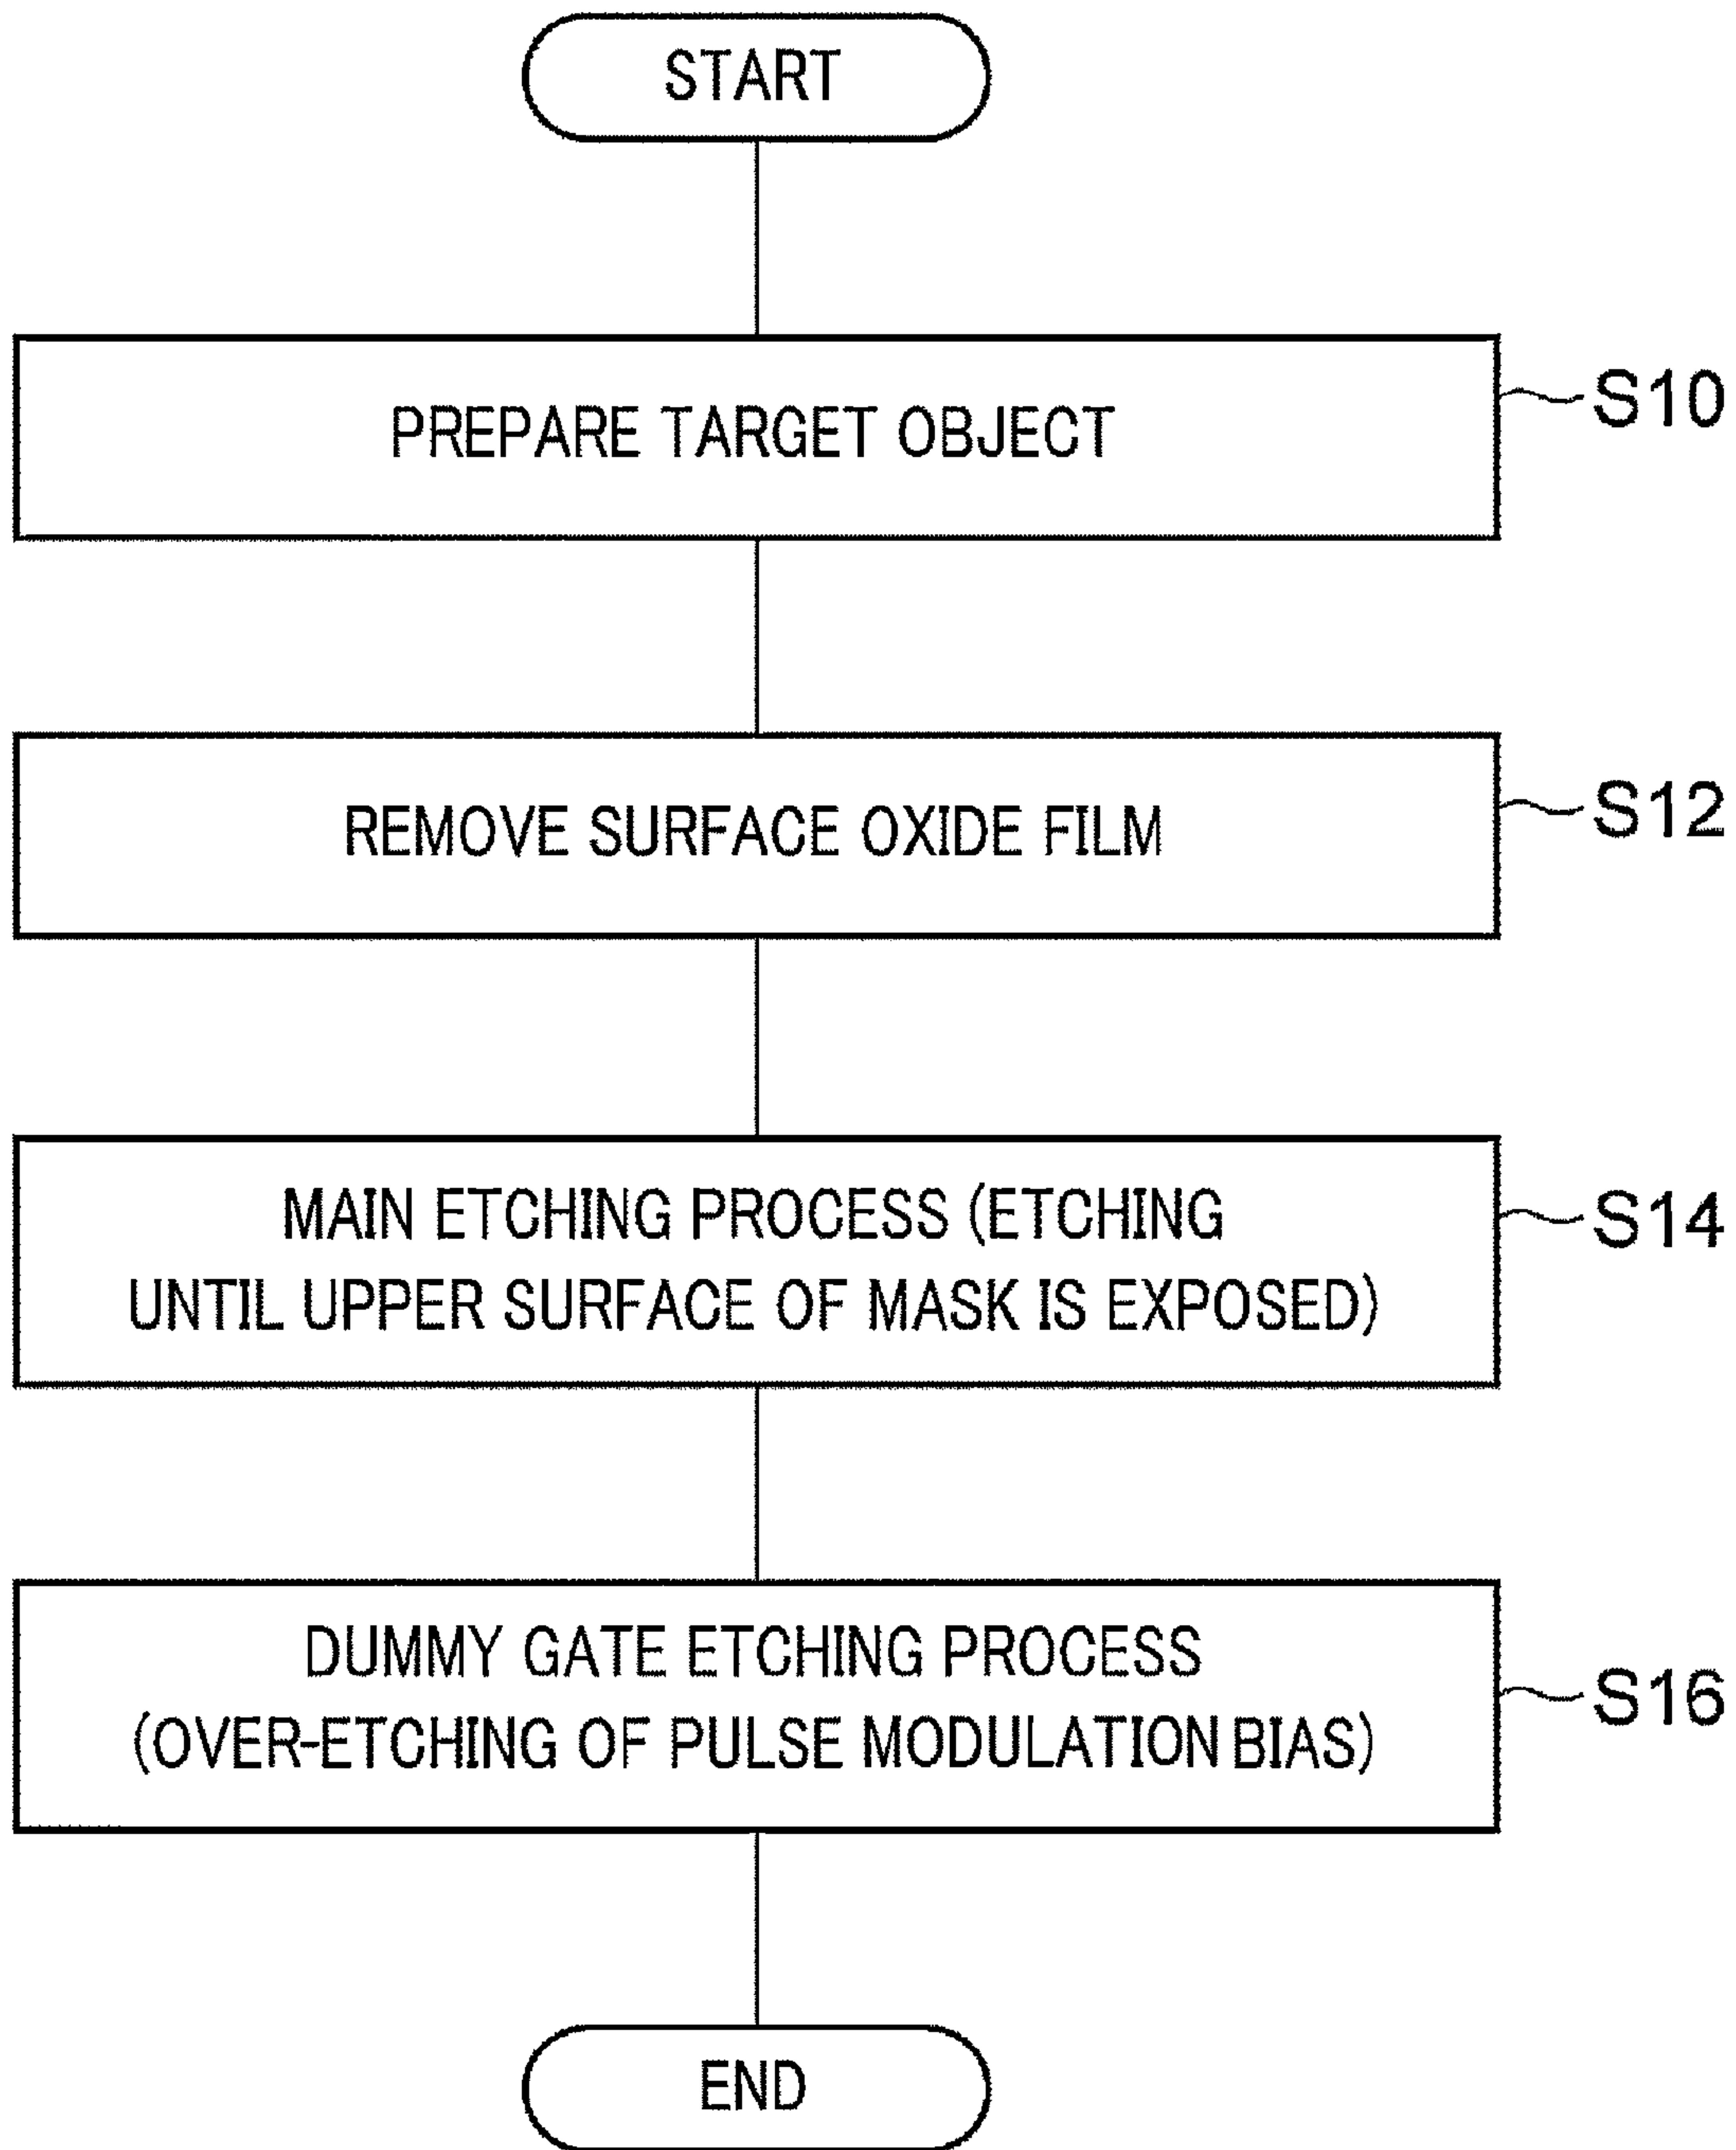 START
PREPARE TARGET OBJECT
S10
REMOVE SURFACE OXIDE FILM
S12
MAIN ETCHING PROCESS (ETCHING
UNTIL UPPER SURFACE OF MASK IS EXPOSED)
S14
DUMMY GATE ETCHING PROCESS
(OVER-ETCHING OF PULSE MODULATION BIAS)
S16
END